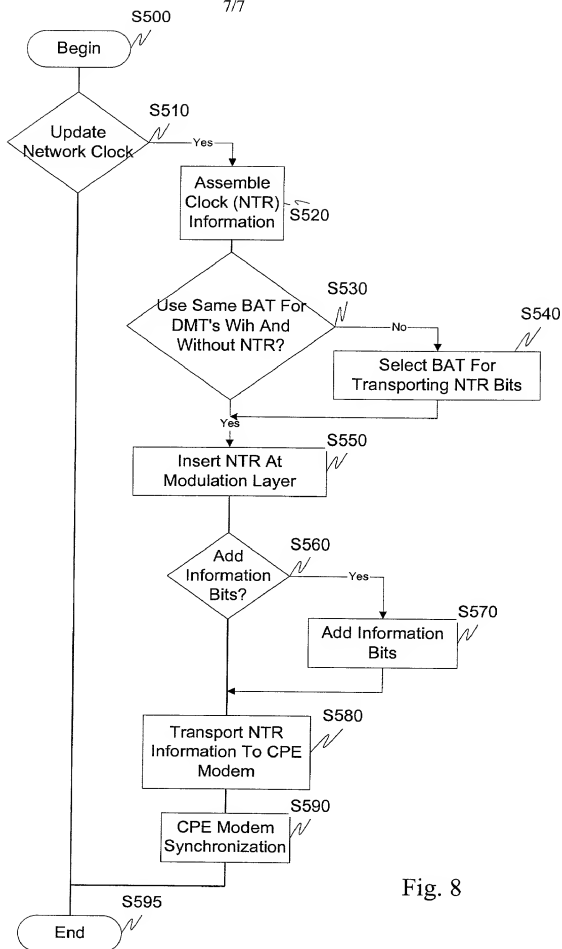 7/7
S500
Begin
S510
Update
Network Clock
Yes
Assemble
Clock (NTR)
Information
S520
S530
Use Same BAT For
DMT's Wih And
Without NTR?
No
S540
Select BAT For
Transporting NTR Bits
Yes
S550
Insert NTR At
Modulation Layer
S560
Add
Information
Bits?
Yes
S570
Add Information
Bits
S580
Transport NTR
Information To CPE
Modem
S590
CPE Modem
Synchronization
Fig. 8
S595
End